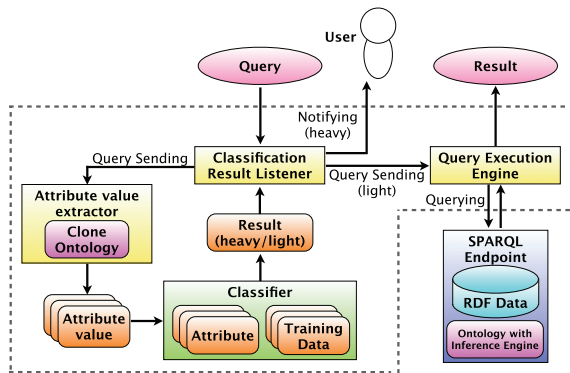 User
Query
Result
Notifying
(heavy)
Query Sending
Classification
Result Listener
Query Sending
(light)
Query Execution
Engine
Attribute value
extractor
Clone
Ontology
Result
(heavy/light)
Querying
SPARQL
Endpoint
RDF Data
Ontology with
Inference Engine
Classifier
Attribute
value
Attribute
Training
Data